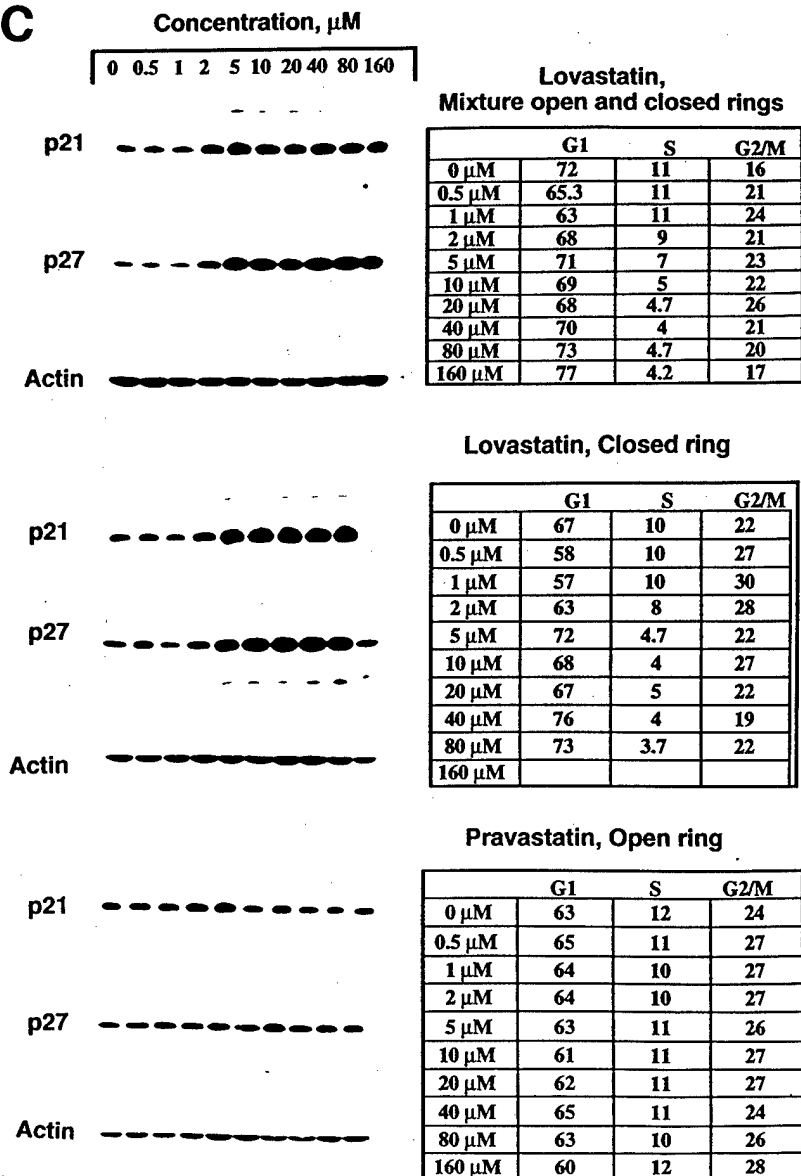 C
Concentration, µM
0 0.5 1 2 5 10 20 40 80 160
p21
p27
Actin
Lovastatin,
Mixture open and closed rings
G1 S G2/M
0 µM 72 11 16
0.5 µM 65.3 11 21
1 µM 63 11 24
2 µM 68 9 21
5 µM 71 7 23
10 µM 69 5 22
20 µM 68 4.7 26
40 µM 70 4 21
80 µM 73 4.7 20
160 µM 77 4.2 17
p21
p27
Actin
Lovastatin, Closed ring
G1 S G2/M
0 µM 67 10 22
0.5 µM 58 10 27
1 µM 57 10 30
2 µM 63 8 28
5 µM 72 4.7 22
10 µM 68 4 27
20 µM 67 5 22
40 µM 76 4 19
80 µM 73 3.7 22
160 µM
p21
p27
Actin
Pravastatin, Open ring
G1 S G2/M
0 µM 63 12 24
0.5 µM 65 11 27
1 µM 64 10 27
2 µM 64 10 27
5 µM 63 11 26
10 µM 61 11 27
20 µM 62 11 27
40 µM 65 11 24
80 µM 63 10 26
160 µM 60 12 28